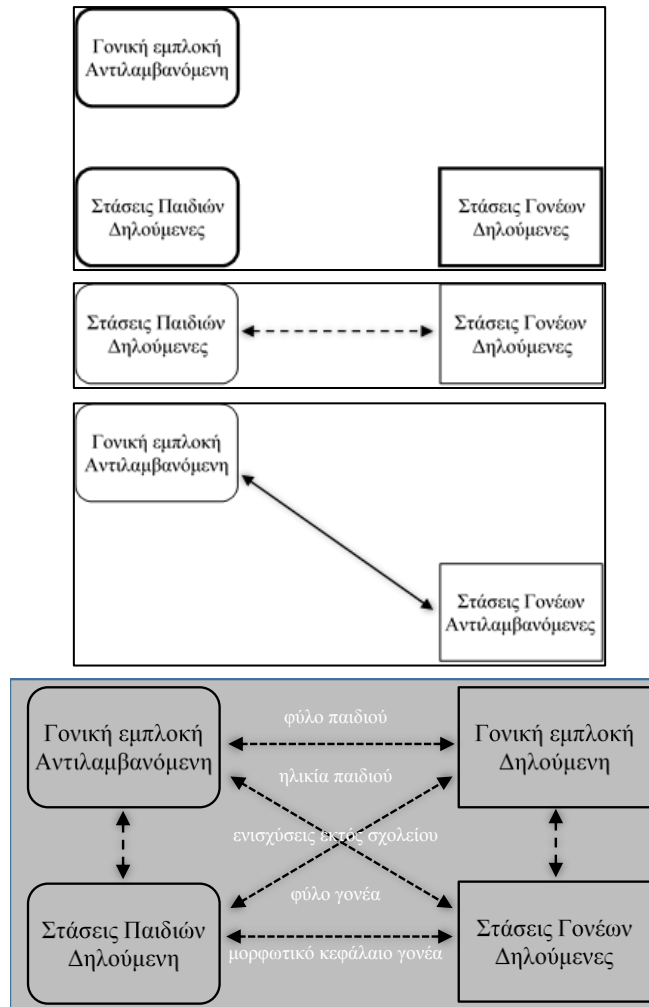 Γονική εμπλοκή
Αντιλαμβανόμενη
Στάσεις Παιδιών
Δηλούμενες
Στάσεις Γονέων
Δηλούμενες
Στάσεις Παιδιών
Δηλούμενες
Στάσεις Γονέων
Δηλούμενες
Γονική εμπλοκή
Αντιλαμβανόμενη
Στάσεις Γονέων
Αντιλαμβανόμενες
Γονική εμπλοκή
Αντιλαμβανόμενη
φύλο παιδιού
Γονική εμπλοκή
Δηλούμενη
ηλικία παιδιού
ενισχύσεις εκτός σχολείου
φύλο γονέα
Στάσεις Παιδιών
Δηλούμενη
μορφωτικό κεφάλαιο γονέα
Στάσεις Γονέων
Δηλούμενες